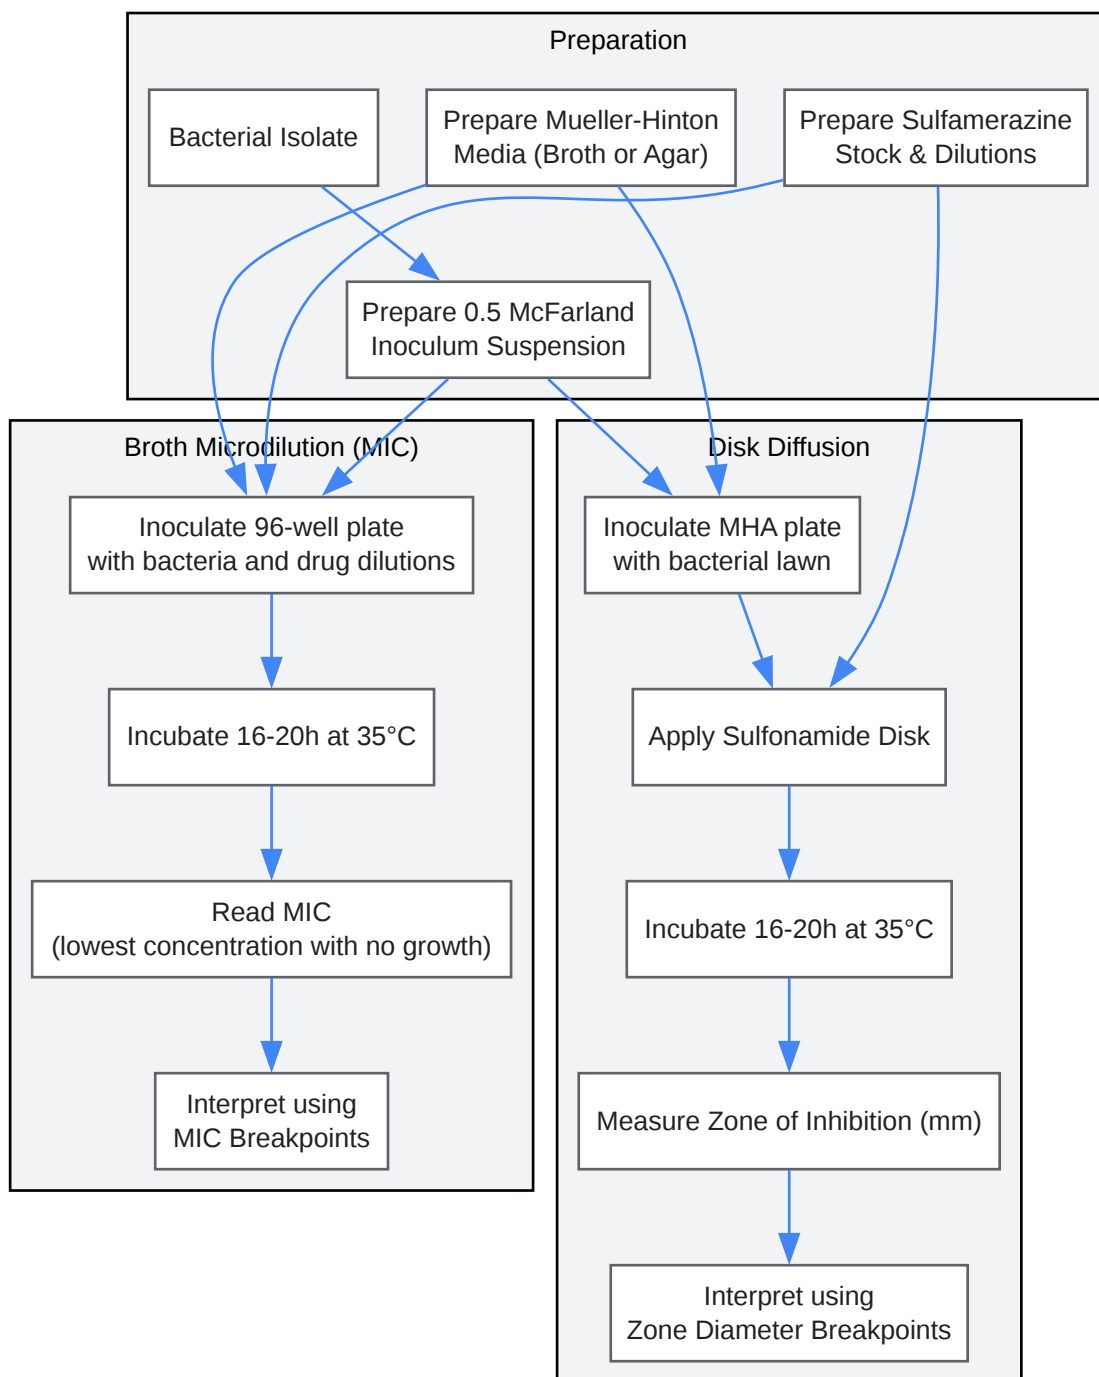 Preparation
Bacterial Isolate
Prepare Mueller-Hinton
Media (Broth or Agar)
Prepare Sulfamerazine
Stock & Dilutions
Prepare 0.5 McFarland
Inoculum Suspension
Broth Microdilution (MIC)
Inoculate 96-well plate
with bacteria and drug dilutions
Incubate 16-20h at 35°C
Read MIC
(lowest concentration with no growth)
Interpret using
MIC Breakpoints
Disk Diffusion
Inoculate MHA plate
with bacterial lawn
Apply Sulfonamide Disk
Incubate 16-20h at 35°C
Measure Zone of Inhibition (mm)
Interpret using
Zone Diameter Breakpoints